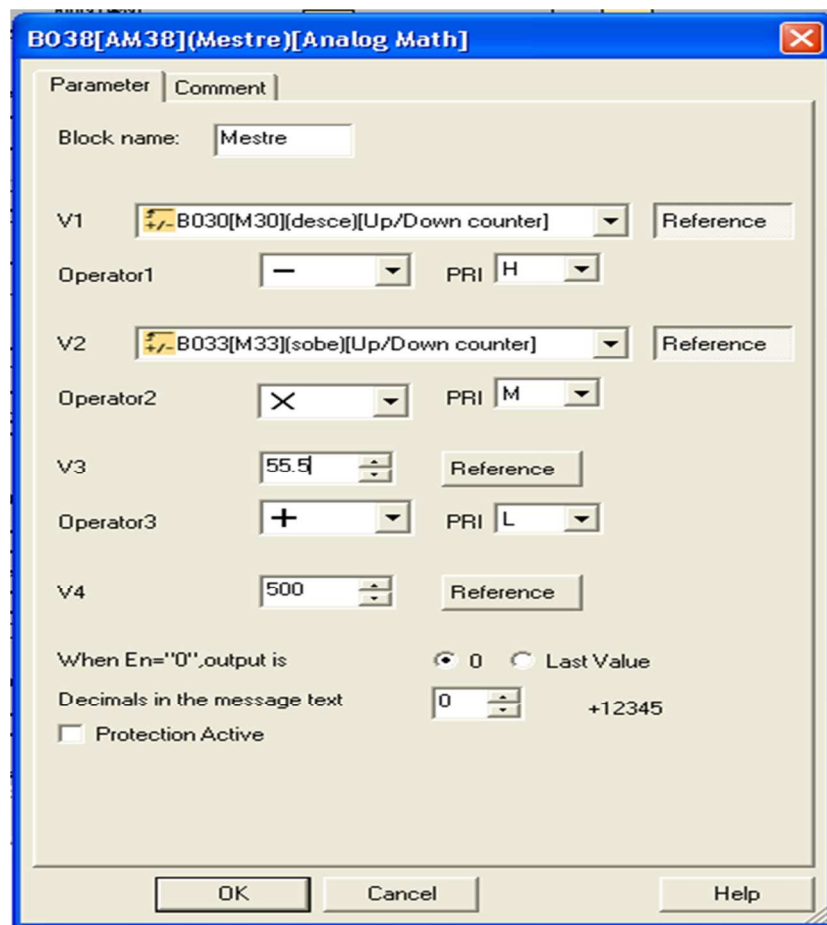 B038[AM38](Mestre)[Analog Math]
Parameter Comment
Block name: Mestre
V1 B030[M30](desce)[Up/Down counter] Reference
Operator1 − PRI H
V2 B033[M33](sobe)[Up/Down counter] Reference
Operator2 × PRI M
V3 55.5 Reference
Operator3 + PRI L
V4 500 Reference
When En="0",output is 0 Last Value
Decimals in the message text 0 +12345
Protection Active
OK Cancel Help